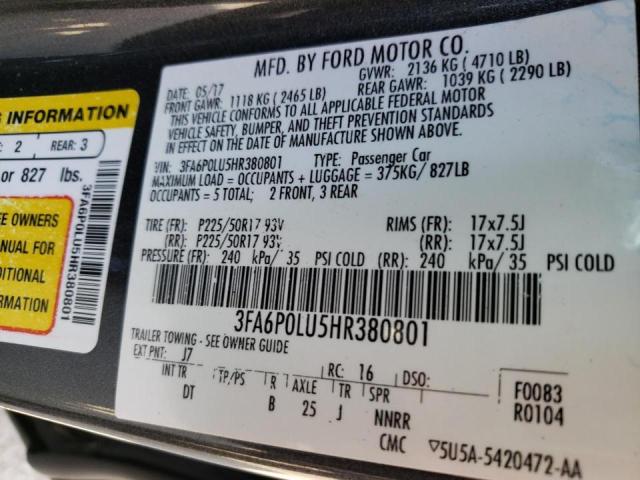 MFD. BY FORD MOTOR CO.
DATE: 05/17 GVWR: 2136 KG ( 4710 LB)
FRONT GAWR: 1118 KG ( 2465 LB) REAR GAWR: 1039 KG ( 2290 LB)
THIS VEHICLE CONFORMS TO ALL APPLICABLE FEDERAL MOTOR
VEHICLE SAFETY, BUMPER, AND THEFT PREVENTION STANDARDS
IN EFFECT ON THE DATE OF MANUFACTURE SHOWN ABOVE.
VIN: 3FA6P0LU5HR380801 TYPE: Passenger Car
MAXIMUM LOAD = OCCUPANTS + LUGGAGE = 375KG/ 827LB
OCCUPANTS = 5 TOTAL; 2 FRONT, 3 REAR
TIRE (FR): P225/50R17 93V RIMS (FR): 17x7.5J
(RR): P225/50R17 93V (RR): 17x7.5J
PRESSURE (FR): 240 kPa/ 35 PSI COLD (RR): 240 kPa/ 35 PSI COLD
3FA6P0LU5HR380801
TRAILER TOWING - SEE OWNER GUIDE
EXT PNT: J7 RC: 16 DSO: F0083
INT TR TP/PS R AXLE TR SPR R0104
DT B 25 J NNRR
CMC 5U5A-5420472-AA
INFORMATION
2 REAR: 3
or 827 lbs.
OWNERS
MANUAL FOR
INFORMATION
3FA6P0LU5HR380801